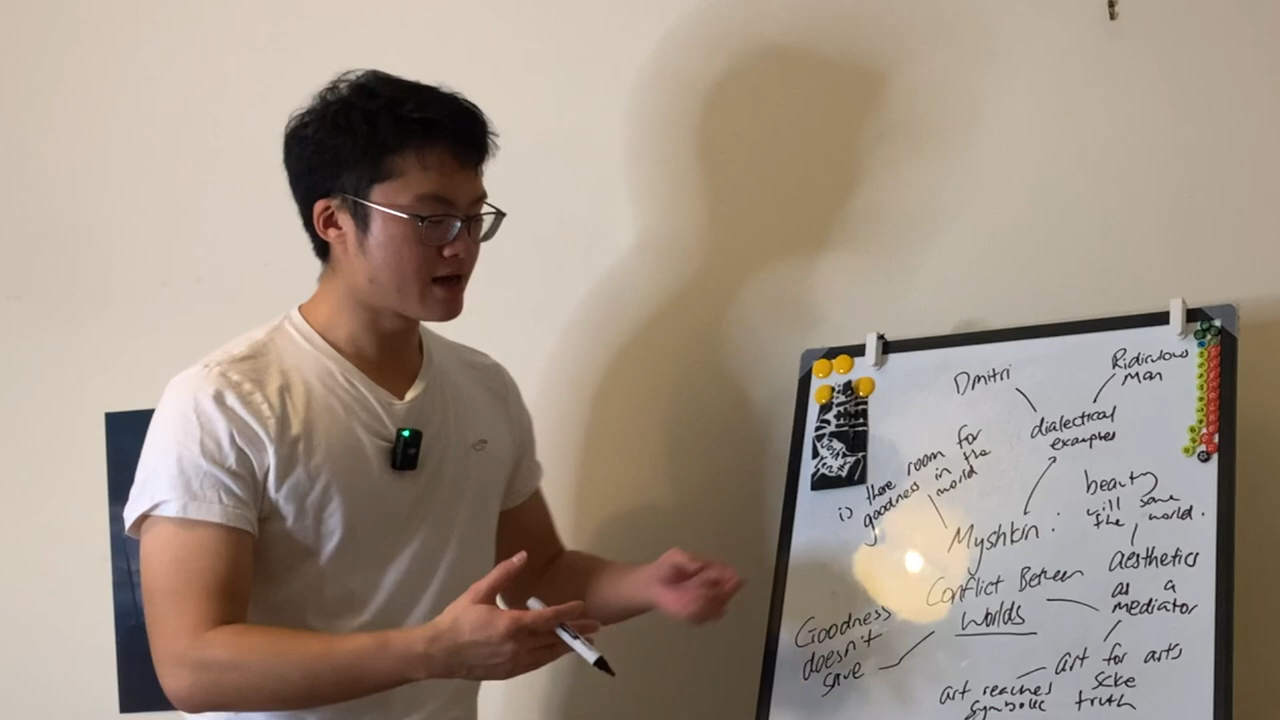 Dmitri
Ridiculous
Man
dialectical
examples
is there room for
goodness in the
world
beauty
will save
the world.
Myshkin:
Conflict Between
Worlds
aesthetics
as a
mediator
Goodness
doesn't
save
art for arts
sake
art reaches
symbolic truth